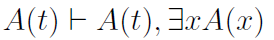 A(t) ⊢ A(t), ∃xA(x)